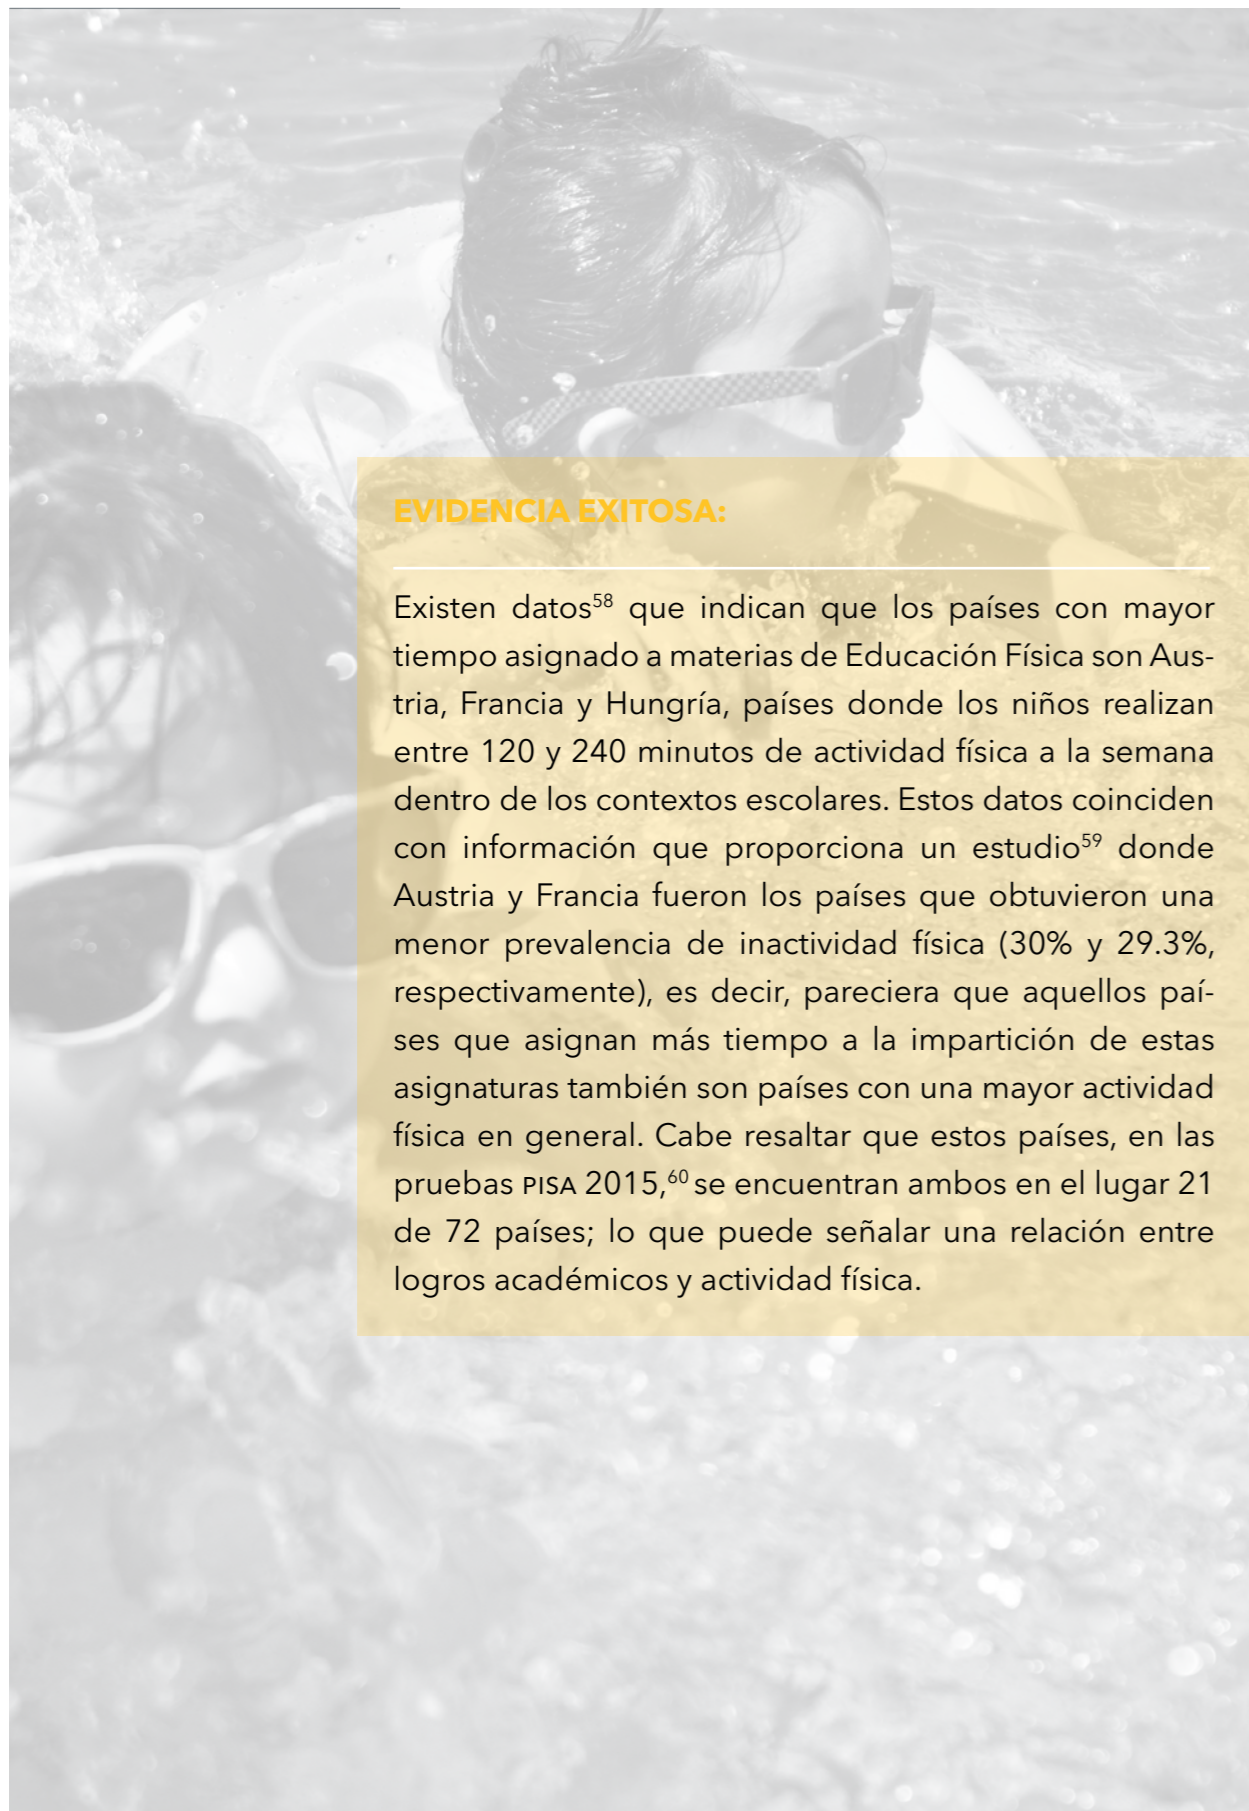 EVIDENCIA EXITOSA:
Existen datos58 que indican que los países con mayor
tiempo asignado a materias de Educación Física son Aus-
tria, Francia y Hungría, países donde los niños realizan
entre 120 y 240 minutos de actividad física a la semana
dentro de los contextos escolares. Estos datos coinciden
con información que proporciona un estudio59 donde
Austria y Francia fueron los países que obtuvieron una
menor prevalencia de inactividad física (30% y 29.3%,
respectivamente), es decir, pareciera que aquellos paí-
ses que asignan más tiempo a la impartición de estas
asignaturas también son países con una mayor actividad
física en general. Cabe resaltar que estos países, en las
pruebas PISA 2015,60 se encuentran ambos en el lugar 21
de 72 países; lo que puede señalar una relación entre
logros académicos y actividad física.